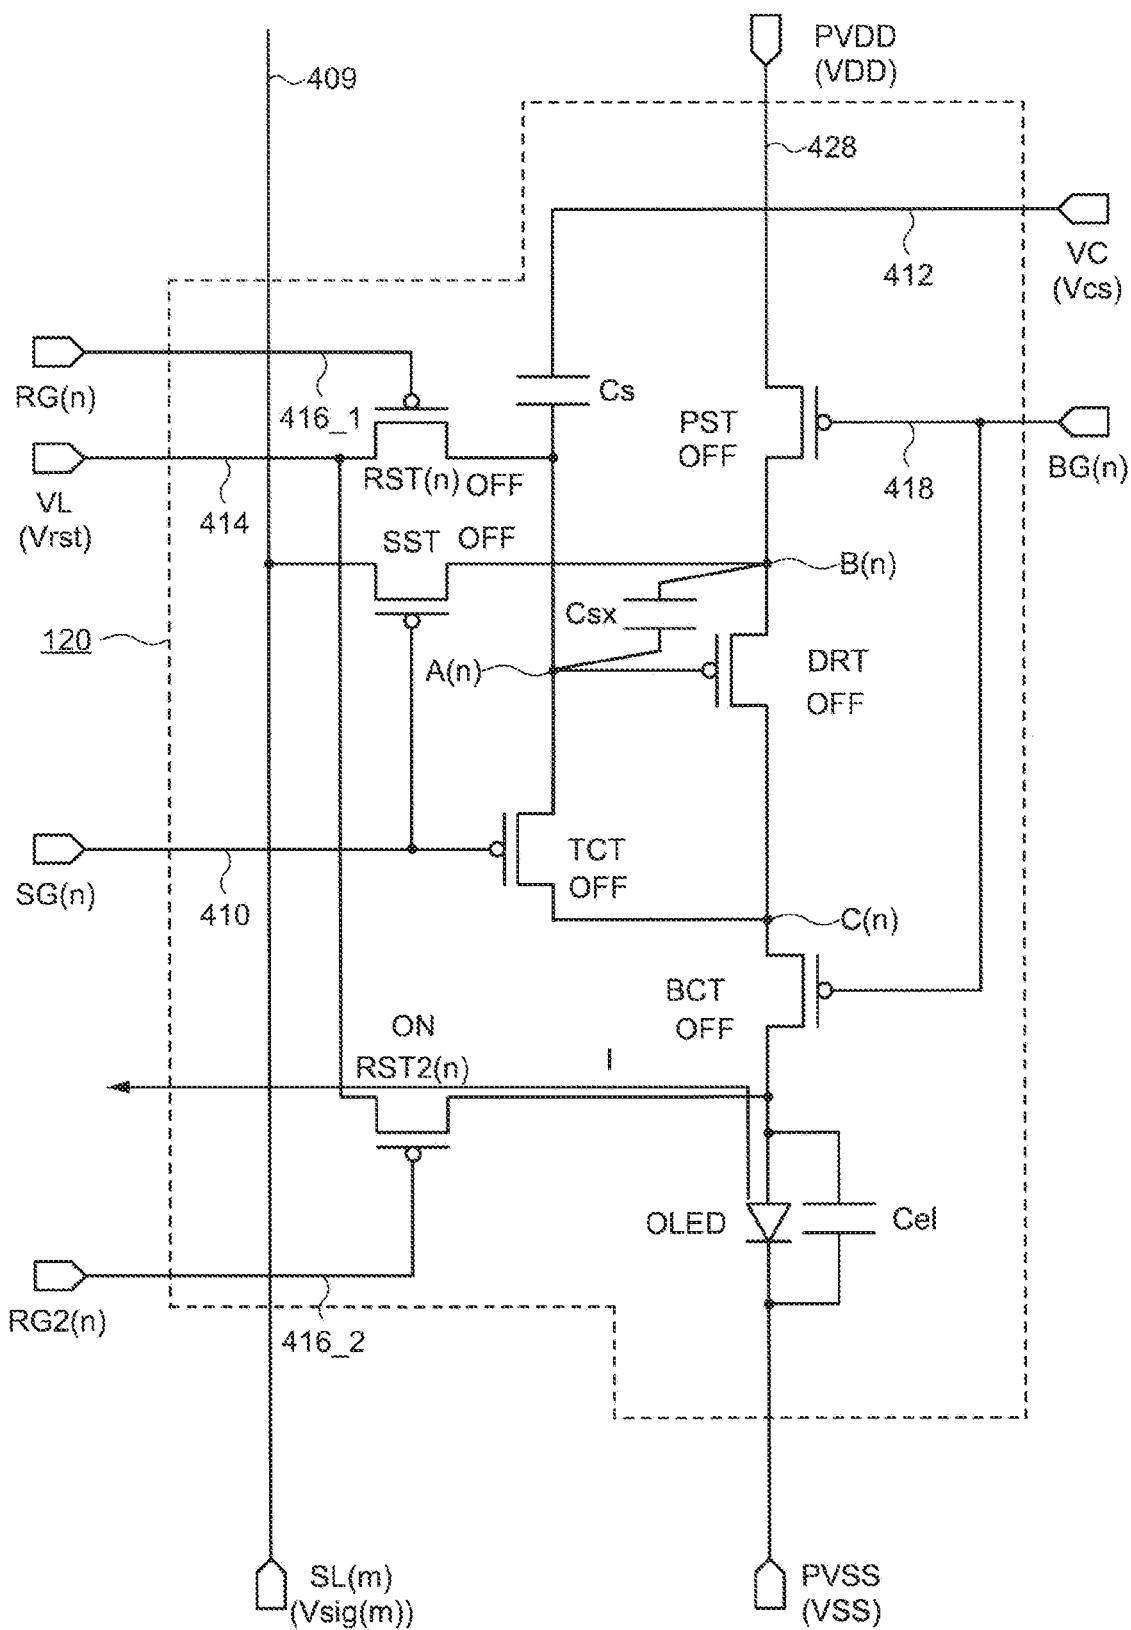 PVDD
(VDD)
409
428
412
VC
(Vcs)
RG(n)
416_1
Cs
PST
OFF
418
BG(n)
VL
(Vrst)
414
RST(n) OFF
SST OFF
B(n)
Csx
120
A(n)
DRT
OFF
SG(n)
410
TCT
OFF
C(n)
BCT
OFF
ON
RST2(n)
I
OLED
Cel
RG2(n)
416_2
SL(m)
(Vsig(m))
PVSS
(VSS)